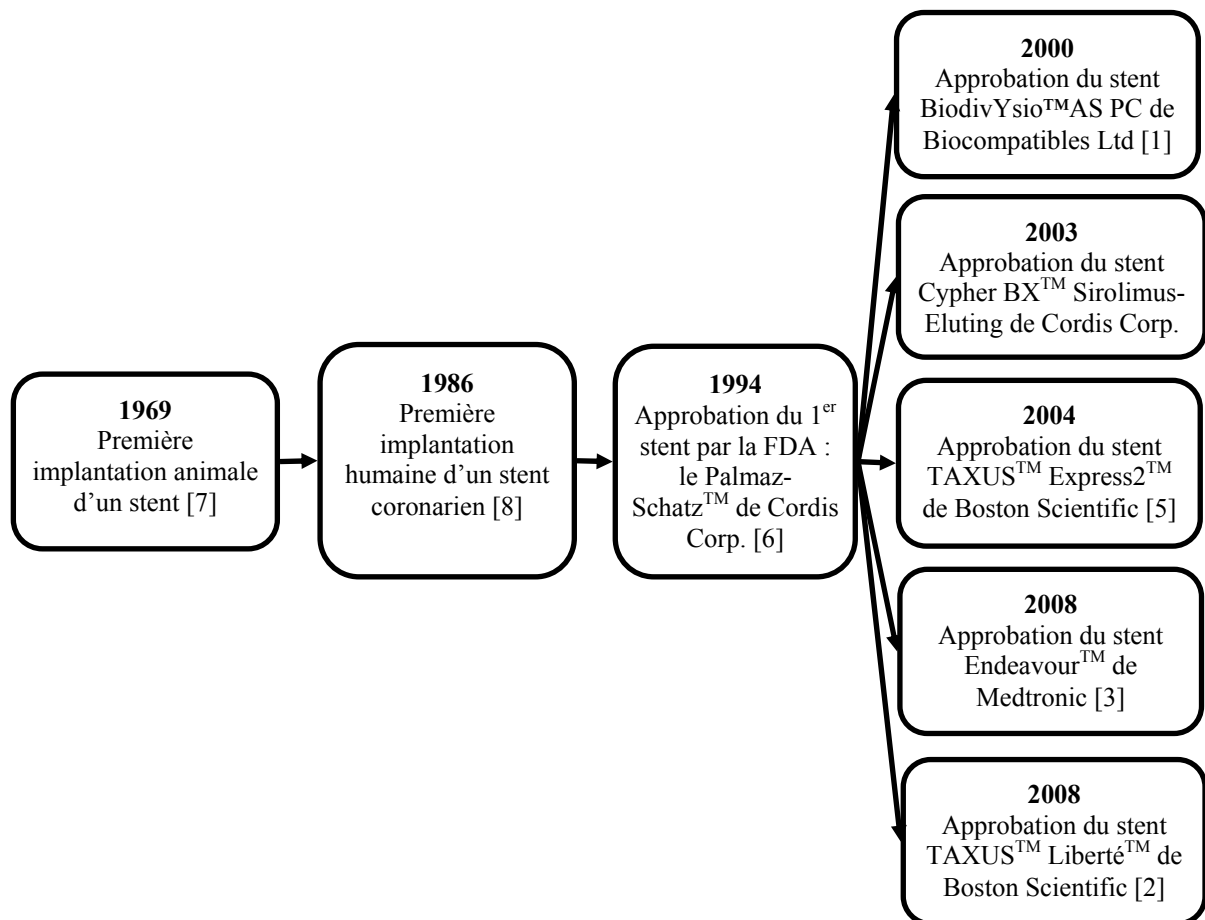 1969
Première
implantation animale
d’un stent [7]
1986
Première
implantation
humaine d’un stent
coronarien [8]
1994
Approbation du 1er
stent par la FDA :
le Palmaz-
Schatz™ de Cordis
Corp. [6]
2000
Approbation du stent
BiodivYsio™AS PC de
Biocompatibles Ltd [1]
2003
Approbation du stent
Cypher BX™ Sirolimus-
Eluting de Cordis Corp.
2004
Approbation du stent
TAXUS™ Express2™
de Boston Scientific [5]
2008
Approbation du stent
Endeavour™ de
Medtronic [3]
2008
Approbation du stent
TAXUS™ Liberté™ de
Boston Scientific [2]